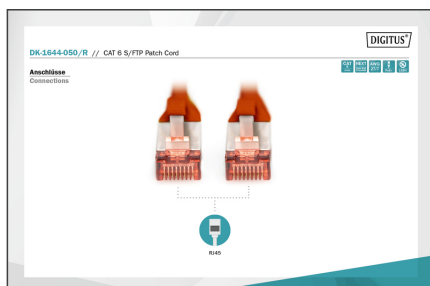 DIGITUS®
DK-1644-050/R // CAT 6 S/FTP Patch Cord
Anschlüsse
Connections
RJ45